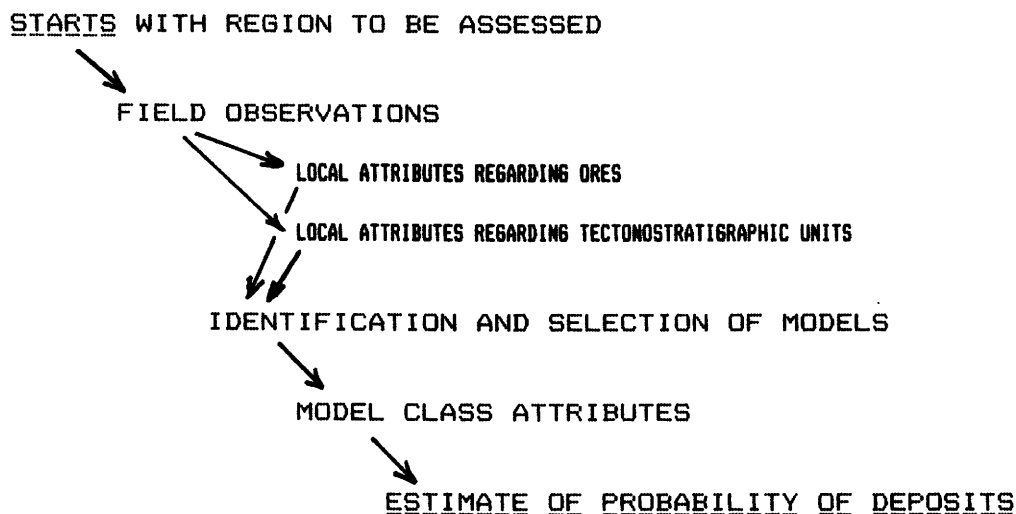 STARTS WITH REGION TO BE ASSESSED
FIELD OBSERVATIONS
LOCAL ATTRIBUTES REGARDING ORES
LOCAL ATTRIBUTES REGARDING TECTONOSTRATIGRAPHIC UNITS
IDENTIFICATION AND SELECTION OF MODELS
MODEL CLASS ATTRIBUTES
ESTIMATE OF PROBABILITY OF DEPOSITS